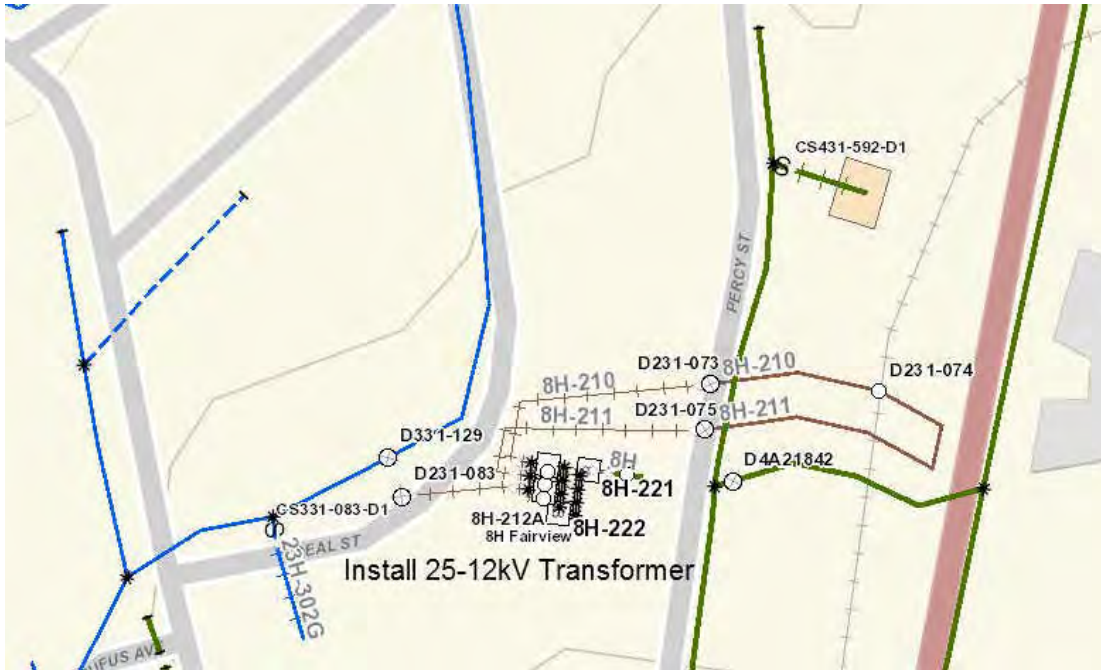 CS431-592-D1
PERCY ST
D231-073
8H-210
D231-074
8H-210
D231-075
8H-211
8H-211
D331-129
D4A21842
D231-083
8H
8H-221
CS331-083-D1
8H-212A
8H-222
8H Fairview
EAL ST
Install 25-12kV Transformer
23H-302G
UFUS AVE